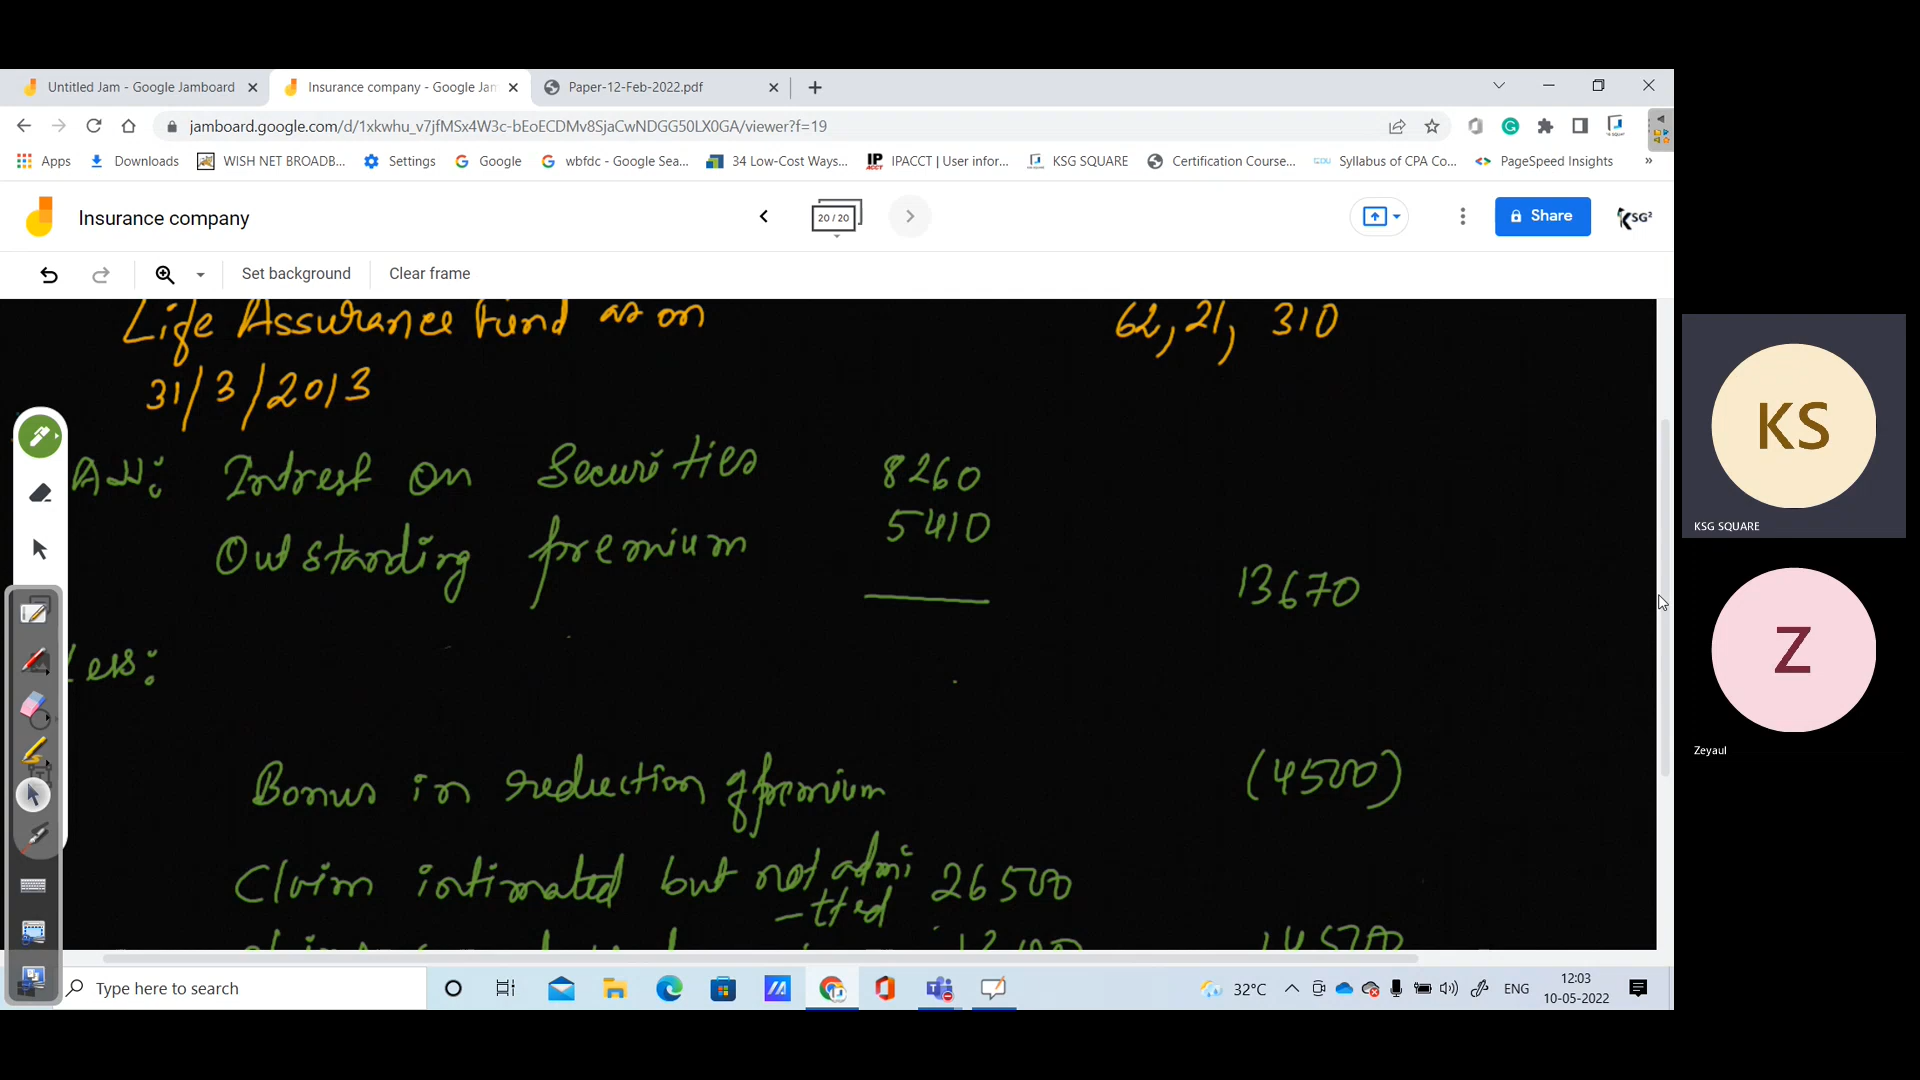 Untitled Jam - Google Jamboard
Insurance company - Google Jam
Paper-12-Feb-2022.pdf
jamboard.google.com/d/1xkwhu_v7jfMSx4W3c-bEoECDMv8SjaCwNDGG50LX0GA/viewer?f=19
Apps Downloads WISH NET BROADB... Settings Google wbfdc - Google Sea... 34 Low-Cost Ways... IPACCT | User infor... KSG SQUARE Certification Course... Syllabus of CPA Co... PageSpeed Insights »
Insurance company
20 / 20
Share
KSG²
Set background Clear frame
Life Assurance Fund as on 62,21, 310
31/3/2013
Add: Intrest On Securities 8260
Outstanding premium 5410
13670
Less:
Bonus in reduction of premium (4500)
Claim intimated but not admi 26500
-tted
KS
KSG SQUARE
Z
Zeyaul
Type here to search
32°C
ENG
12:03
10-05-2022